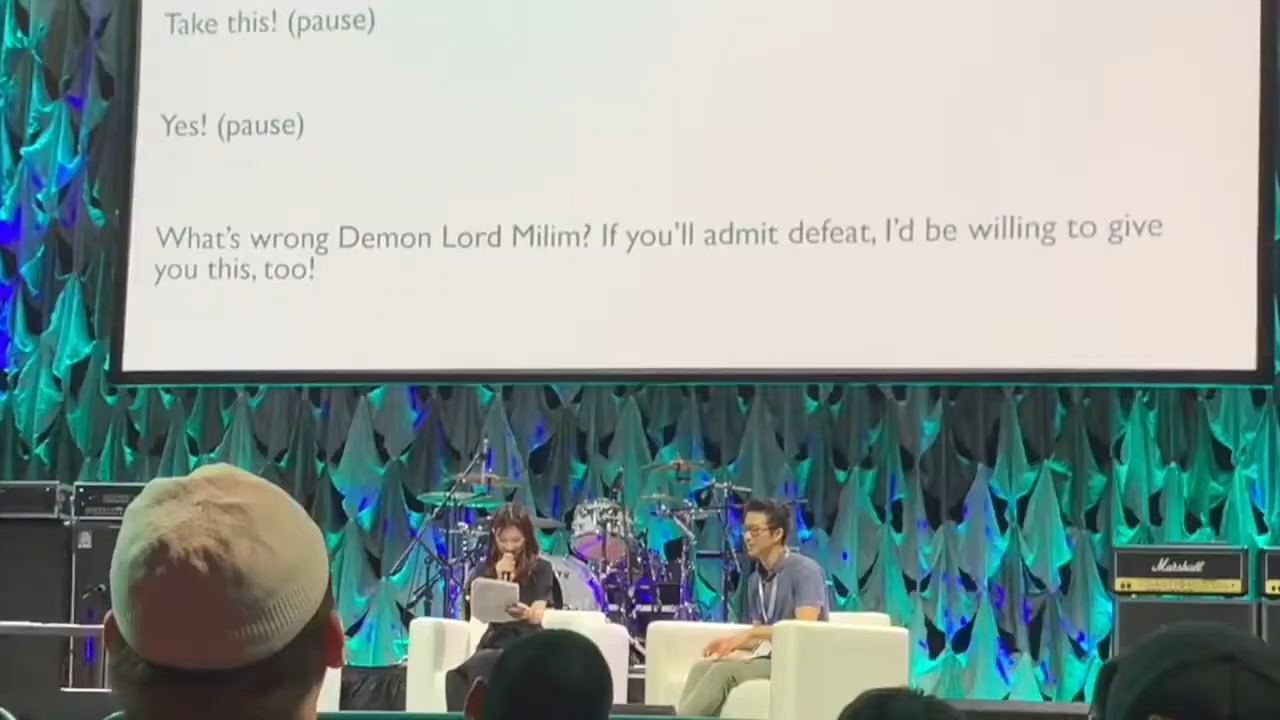 Take this! (pause)
Yes! (pause)
What's wrong Demon Lord Milim? If you'll admit defeat, I'd be willing to give
you this, too!
Marshall